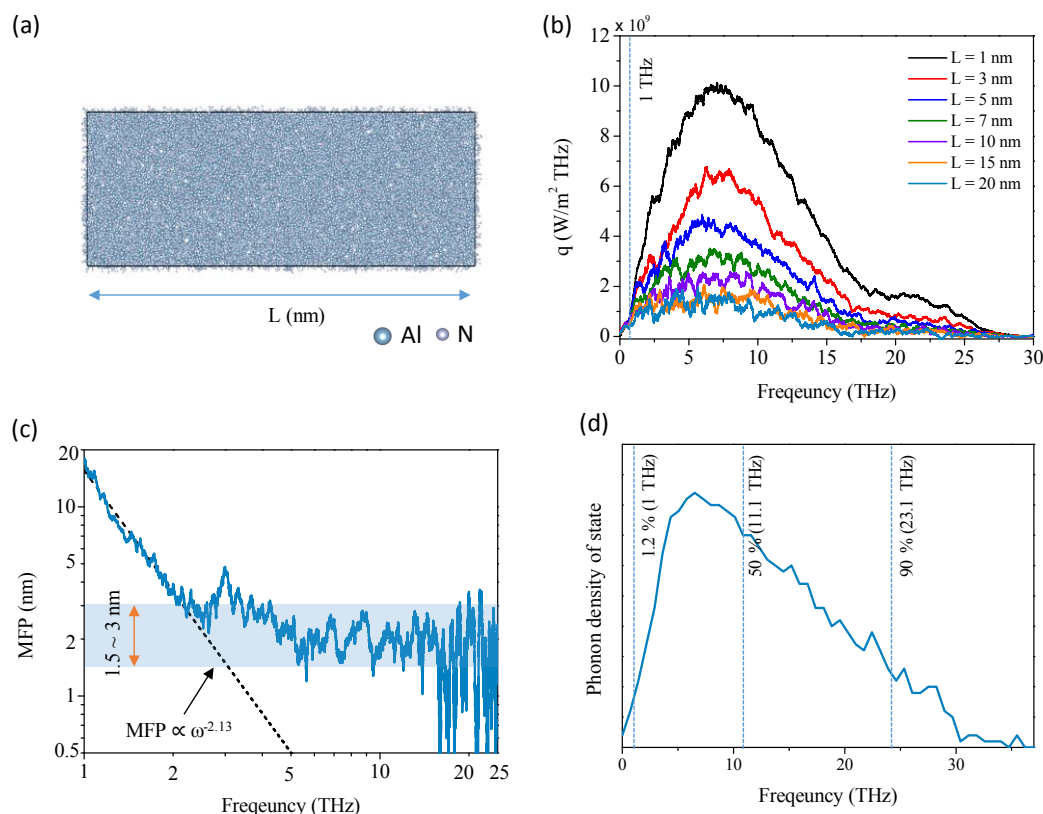 (a)
L (nm)
Al
N
(b)
× 10⁹
12
10
8
6
4
2
0
q (W/m² THz)
1 THz
L = 1 nm
L = 3 nm
L = 5 nm
L = 7 nm
L = 10 nm
L = 15 nm
L = 20 nm
0 5 10 15 20 25 30
Freqeuncy (THz)
(c)
20
10
5
3
2
1
0.5
MFP (nm)
1.5 ~ 3 nm
MFP ∝ ω⁻²·¹³
1 2 5 10 20 25
Freqeuncy (THz)
(d)
Phonon density of state
1.2 % (1 THz)
50 % (11.1 THz)
90 % (23.1 THz)
0 10 20 30
Freqeuncy (THz)